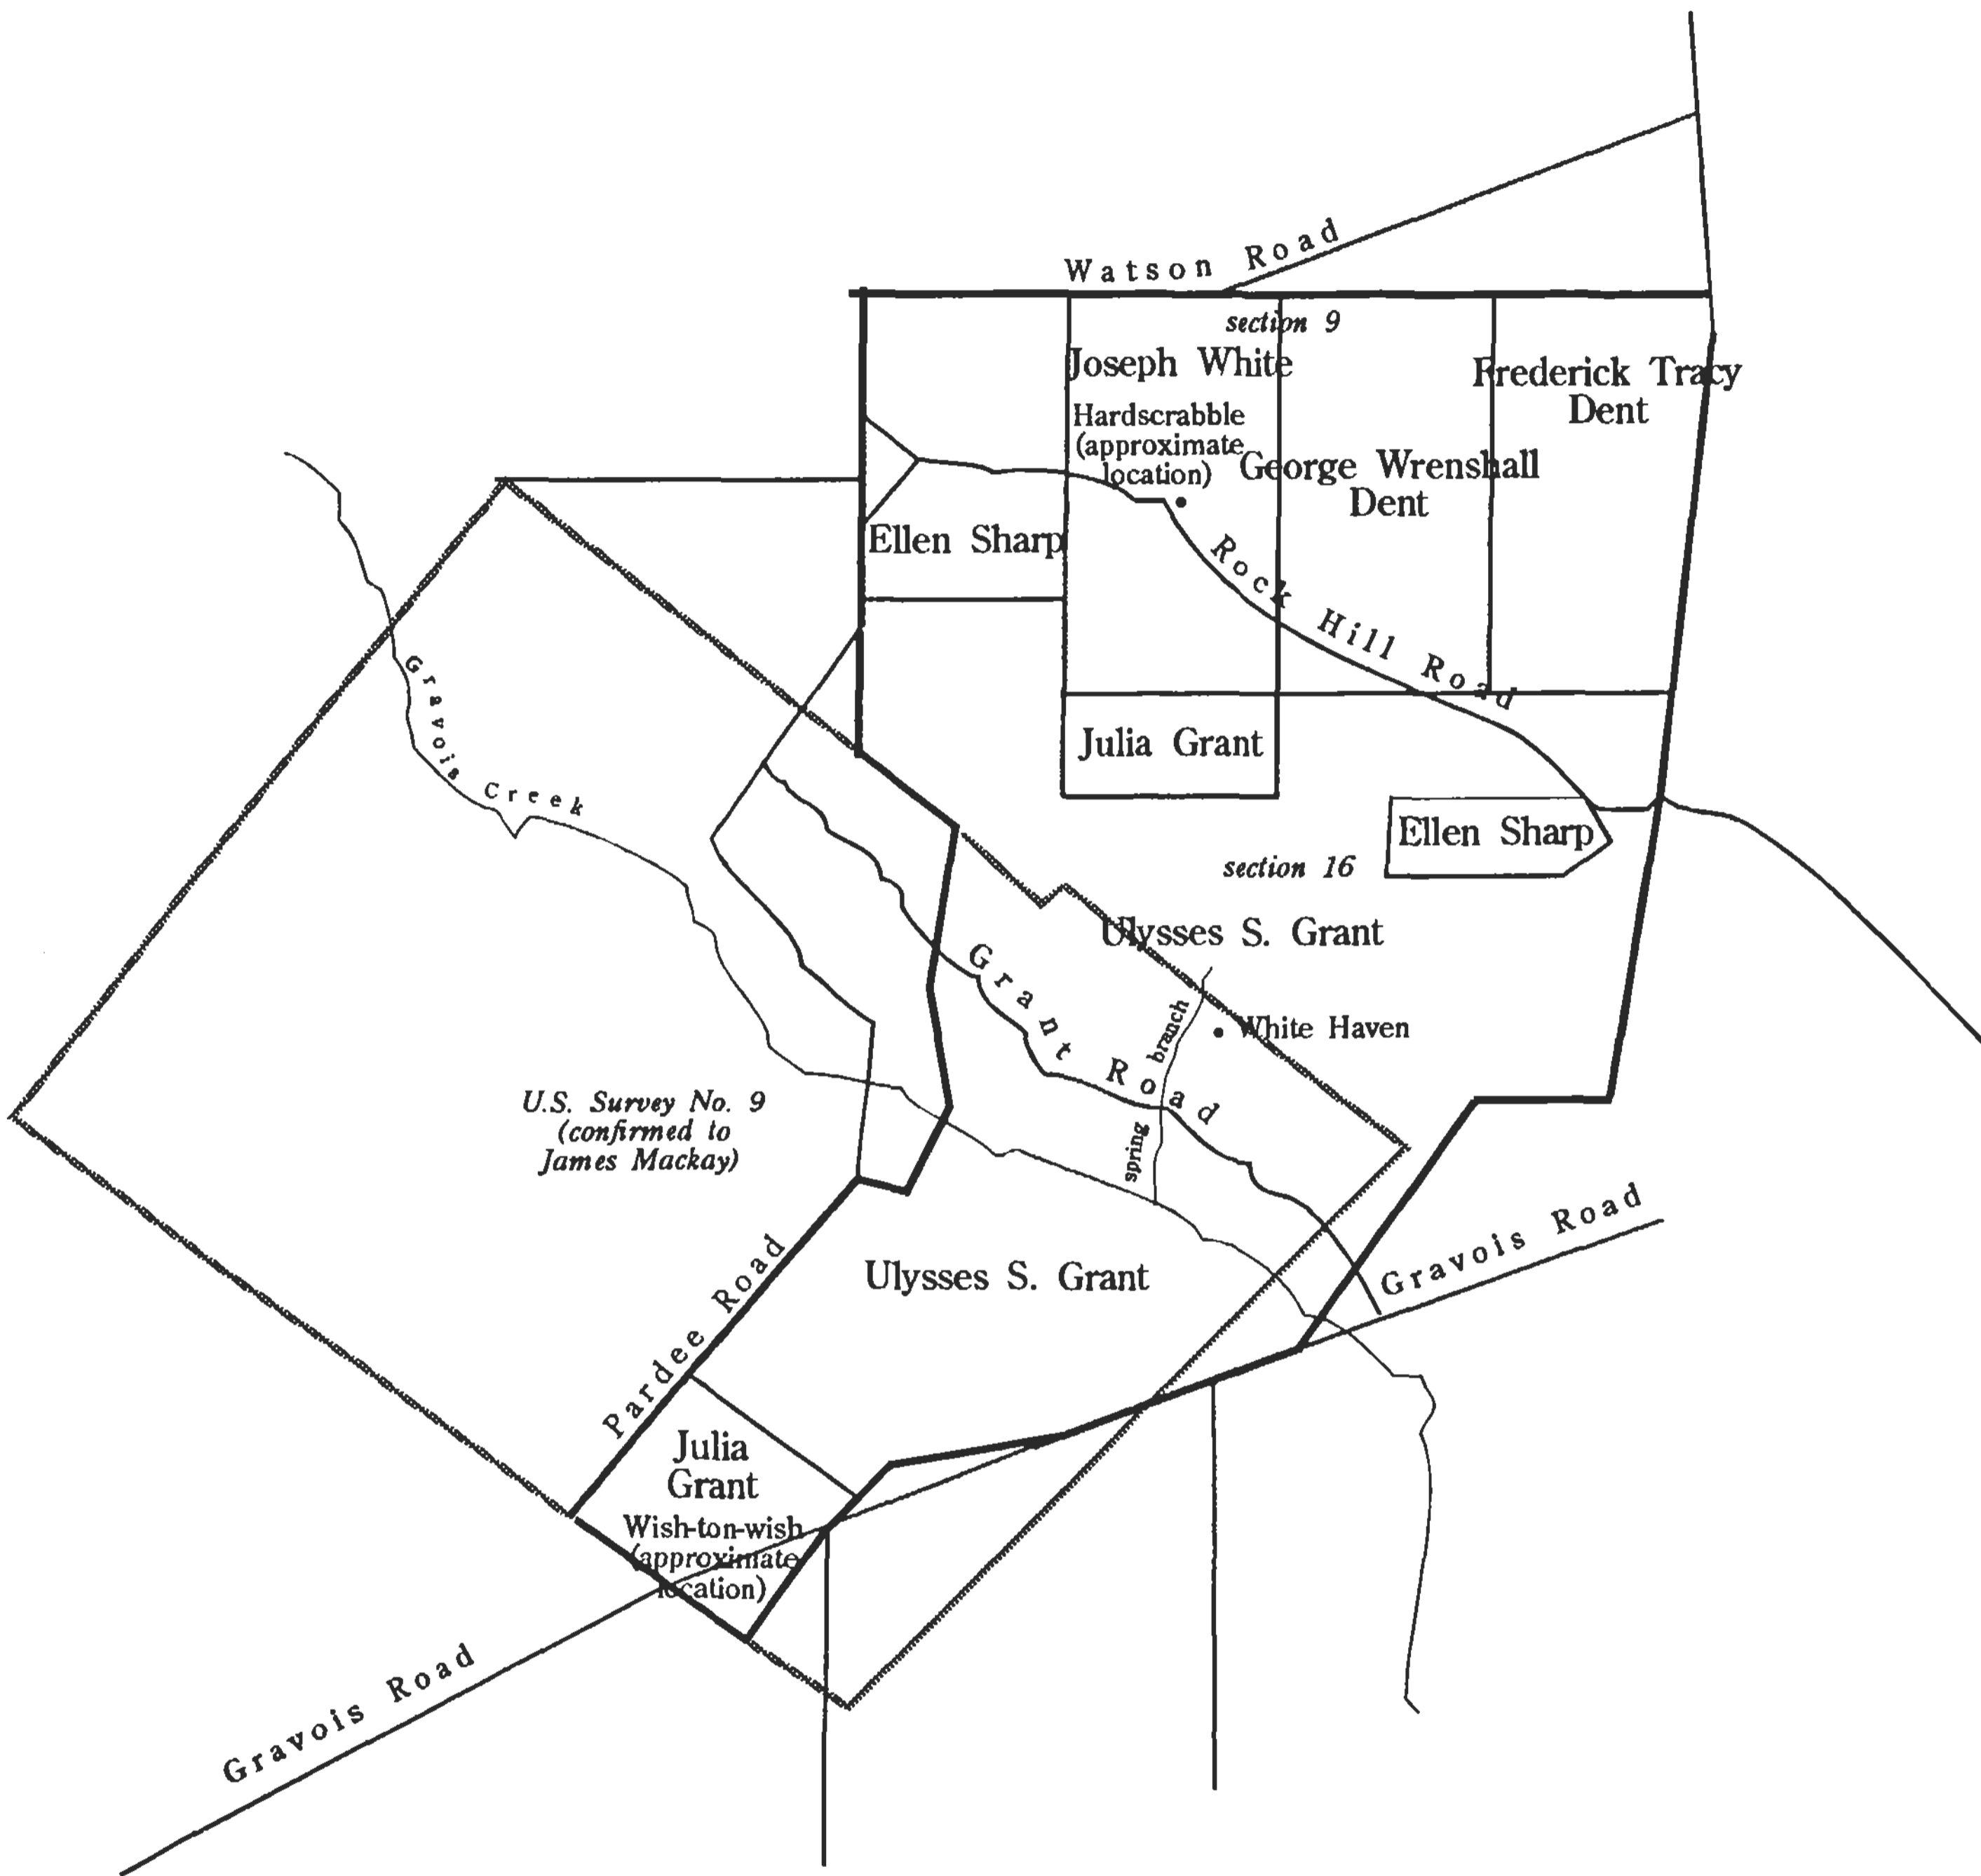 Watson Road
section 9
Joseph White
Frederick Tracy
Dent
Hardscrabble
(approximate
location)
George Wrenshall
Dent
Ellen Sharp
Rock Hill Road
Gravois Creek
Julia Grant
Ellen Sharp
section 16
Ulysses S. Grant
Grant Road
spring branch
White Haven
U.S. Survey No. 9
(confirmed to
James Mackay)
Gravois Road
Ulysses S. Grant
Pardee Road
Julia
Grant
Wish-ton-wish
(approximate
location)
Gravois Road